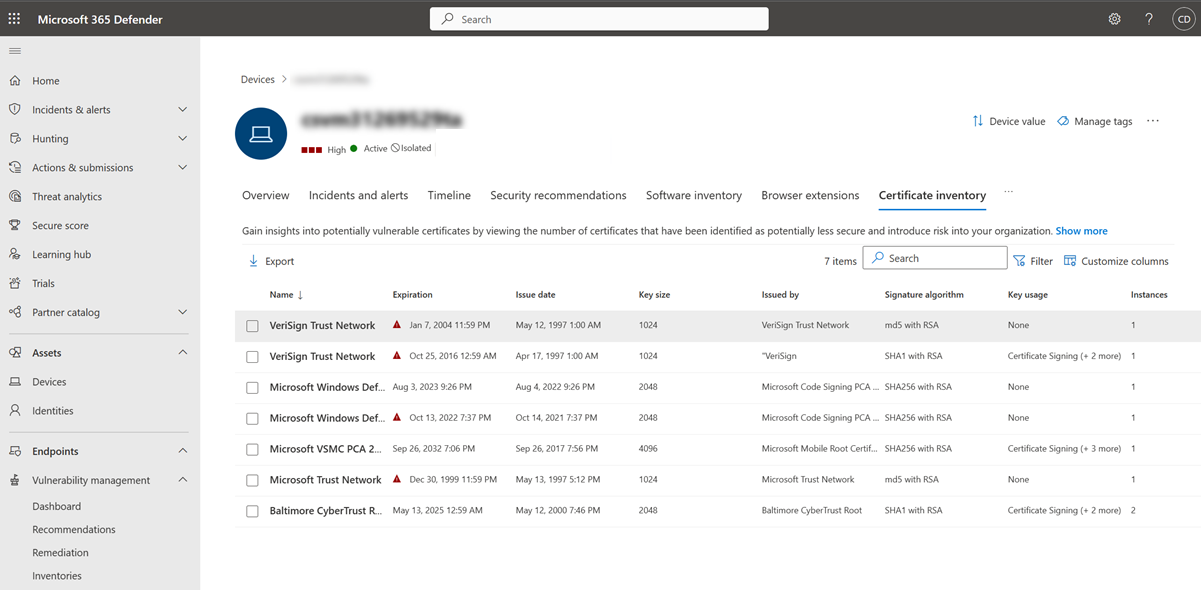 Microsoft 365 Defender
Search
CD
Home
Incidents & alerts
Hunting
Actions & submissions
Threat analytics
Secure score
Learning hub
Trials
Partner catalog
Assets
Devices
Identities
Endpoints
Vulnerability management
Dashboard
Recommendations
Remediation
Inventories
Devices >
High Active Isolated
Device value Manage tags ...
Overview Incidents and alerts Timeline Security recommendations Software inventory Browser extensions Certificate inventory ...
Gain insights into potentially vulnerable certificates by viewing the number of certificates that have been identified as potentially less secure and introduce risk into your organization. Show more
Export 7 items Search Filter Customize columns
Name ↓ Expiration Issue date Key size Issued by Signature algorithm Key usage Instances
VeriSign Trust Network Jan 7, 2004 11:59 PM May 12, 1997 1:00 AM 1024 VeriSign Trust Network md5 with RSA None 1
VeriSign Trust Network Oct 25, 2016 12:59 AM Apr 17, 1997 1:00 AM 1024 "VeriSign SHA1 with RSA Certificate Signing (+ 2 more) 1
Microsoft Windows Def... Aug 3, 2023 9:26 PM Aug 4, 2022 9:26 PM 2048 Microsoft Code Signing PCA ... SHA256 with RSA None 1
Microsoft Windows Def... Oct 13, 2022 7:37 PM Oct 14, 2021 7:37 PM 2048 Microsoft Code Signing PCA ... SHA256 with RSA None 1
Microsoft VSMC PCA 2... Sep 26, 2032 7:06 PM Sep 26, 2017 7:56 PM 4096 Microsoft Mobile Root Certif... SHA256 with RSA Certificate Signing (+ 3 more) 1
Microsoft Trust Network Dec 30, 1999 11:59 PM May 13, 1997 5:12 PM 1024 Microsoft Trust Network md5 with RSA None 1
Baltimore CyberTrust R... May 13, 2025 12:59 AM May 12, 2000 7:46 PM 2048 Baltimore CyberTrust Root SHA1 with RSA Certificate Signing (+ 2 more) 2